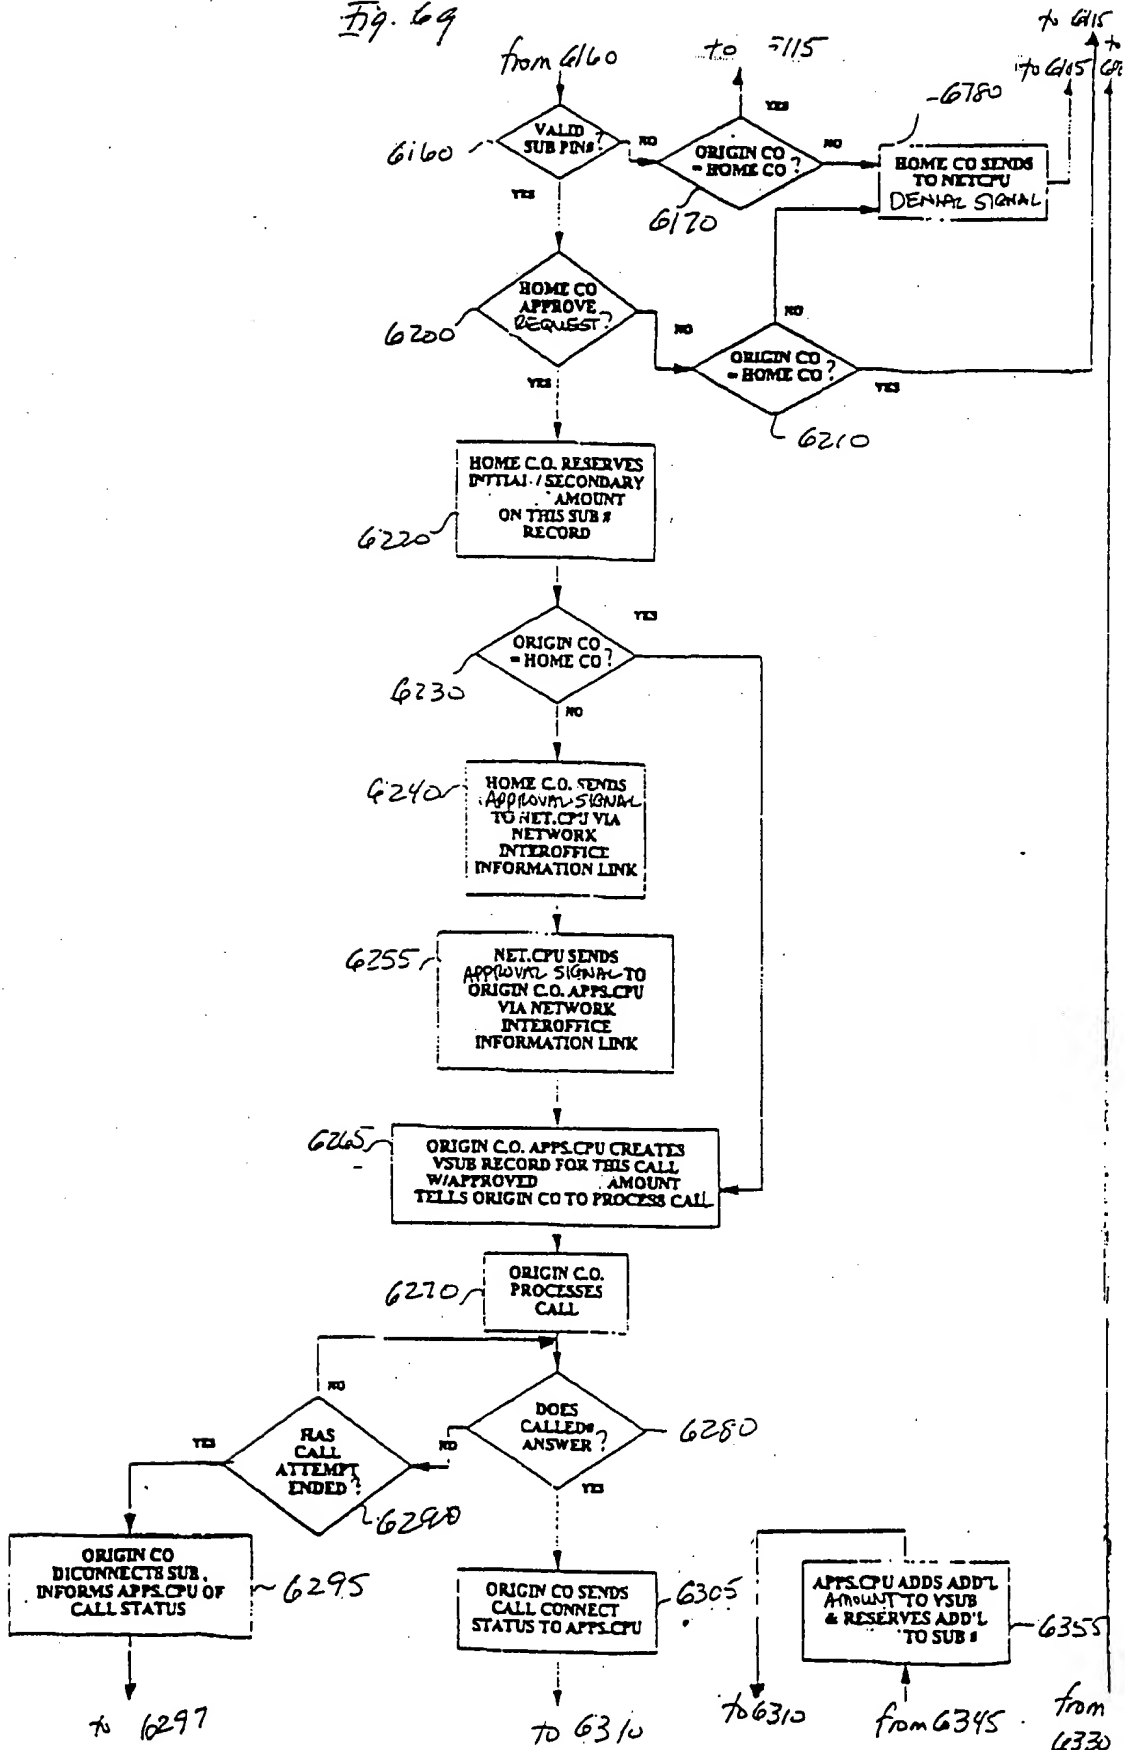 Fig. 6g
from 6160
to 5115
to 6115
to
to 6105
VALID
SUB PIN#?
6160
NO
YES
YES
ORIGIN CO
= HOME CO?
6170
NO
6780
HOME CO SENDS
TO NETCPU
DENIAL SIGNAL
HOME CO
APPROVE
REQUEST?
6200
NO
YES
NO
ORIGIN CO
= HOME CO?
YES
6210
HOME C.O. RESERVES
INITIAL/SECONDARY
AMOUNT
ON THIS SUB #
RECORD
6220
YES
ORIGIN CO
= HOME CO?
6230
NO
6240
HOME C.O. SENDS
APPROVAL SIGNAL
TO NET.CPU VIA
NETWORK
INTEROFFICE
INFORMATION LINK
6255
NET.CPU SENDS
APPROVAL SIGNAL TO
ORIGIN C.O. APPS.CPU
VIA NETWORK
INTEROFFICE
INFORMATION LINK
6265
ORIGIN C.O. APPS.CPU CREATES
VSUB RECORD FOR THIS CALL
W/APPROVED AMOUNT
TELLS ORIGIN CO TO PROCESS CALL
6270
ORIGIN C.O.
PROCESSES
CALL
NO
YES
HAS
CALL
ATTEMPT
ENDED?
6290
NO
DOES
CALLED#
ANSWER?
6280
YES
ORIGIN CO
DICONNECTS SUB,
INFORMS APPS.CPU OF
CALL STATUS
6295
ORIGIN CO SENDS
CALL CONNECT
STATUS TO APPS.CPU
6305
APPS.CPU ADDS ADD'L
AMOUNT TO VSUB
& RESERVES ADD'L
TO SUB #
6355
to 6297
to 6310
to 6310
from 6345
from
6330